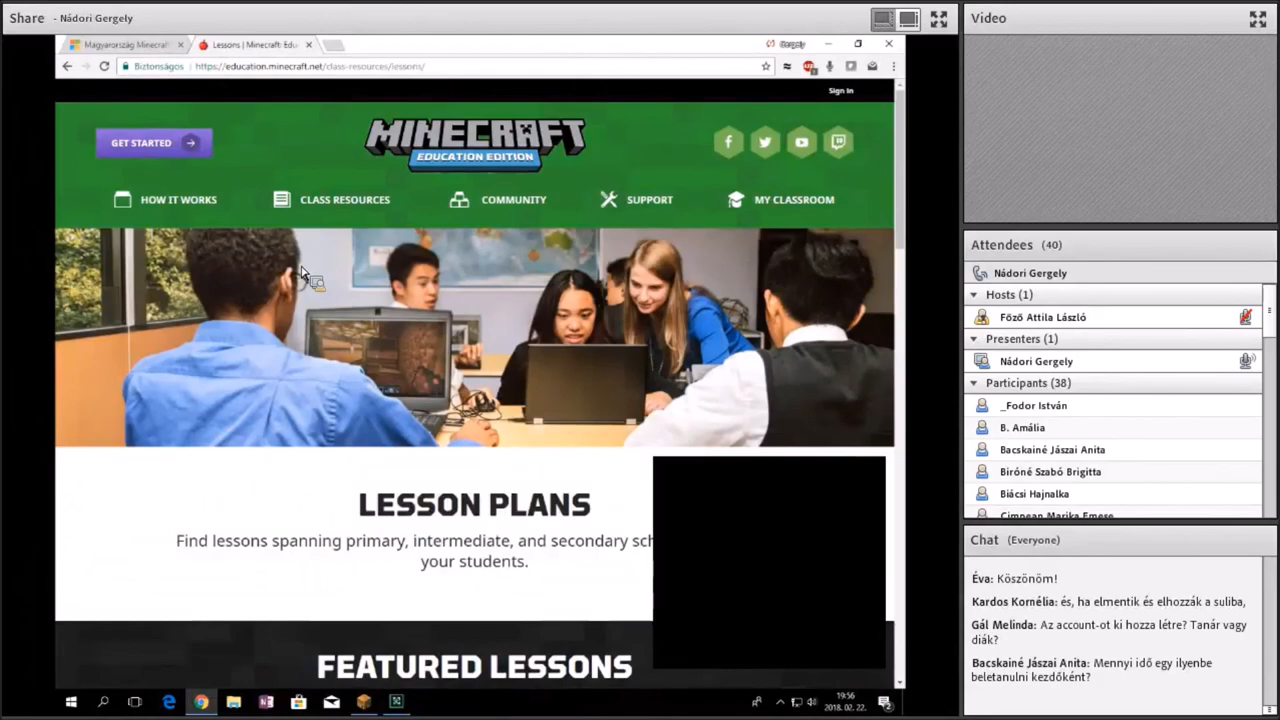 Share - Nádori Gergely
Video
Magyarország Minecraft
Lessons | Minecraft: Edu
Gergely
Biztonságos https://education.minecraft.net/class-resources/lessons/
Sign In
GET STARTED
MINECRAFT
EDUCATION EDITION
HOW IT WORKS
CLASS RESOURCES
COMMUNITY
SUPPORT
MY CLASSROOM
LESSON PLANS
Find lessons spanning primary, intermediate, and secondary sch
your students.
FEATURED LESSONS
19:56
2018. 02. 22.
Attendees (40)
Nádori Gergely
Hosts (1)
Főző Attila László
Presenters (1)
Nádori Gergely
Participants (38)
_Fodor István
B. Amália
Bacskainé Jászai Anita
Biróné Szabó Brigitta
Biácsi Hajnalka
Cimpean Marika Emese
Chat (Everyone)
Éva: Köszönöm!
Kardos Kornélia: és, ha elmentik és elhozzák a suliba,
Gál Melinda: Az account-ot ki hozza létre? Tanár vagy
diák?
Bacskainé Jászai Anita: Mennyi idő egy ilyenbe
beletanulni kezdőként?